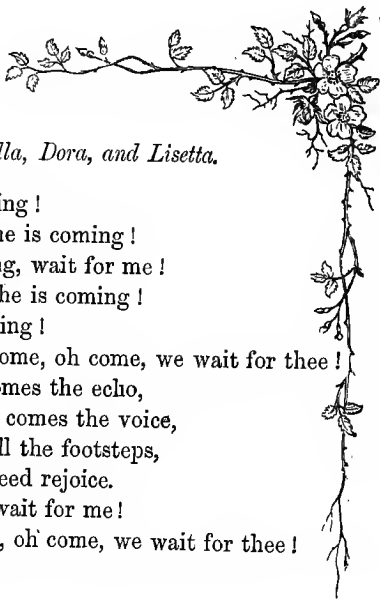 lla, Dora, and Lisetta.
ing !
ne is coming !
g, wait for me !
he is coming !
ing !
ome, oh come, we wait for thee !
omes the echo,
comes the voice,
ll the footsteps,
eed rejoice.
wait for me !
, oh come, we wait for thee !